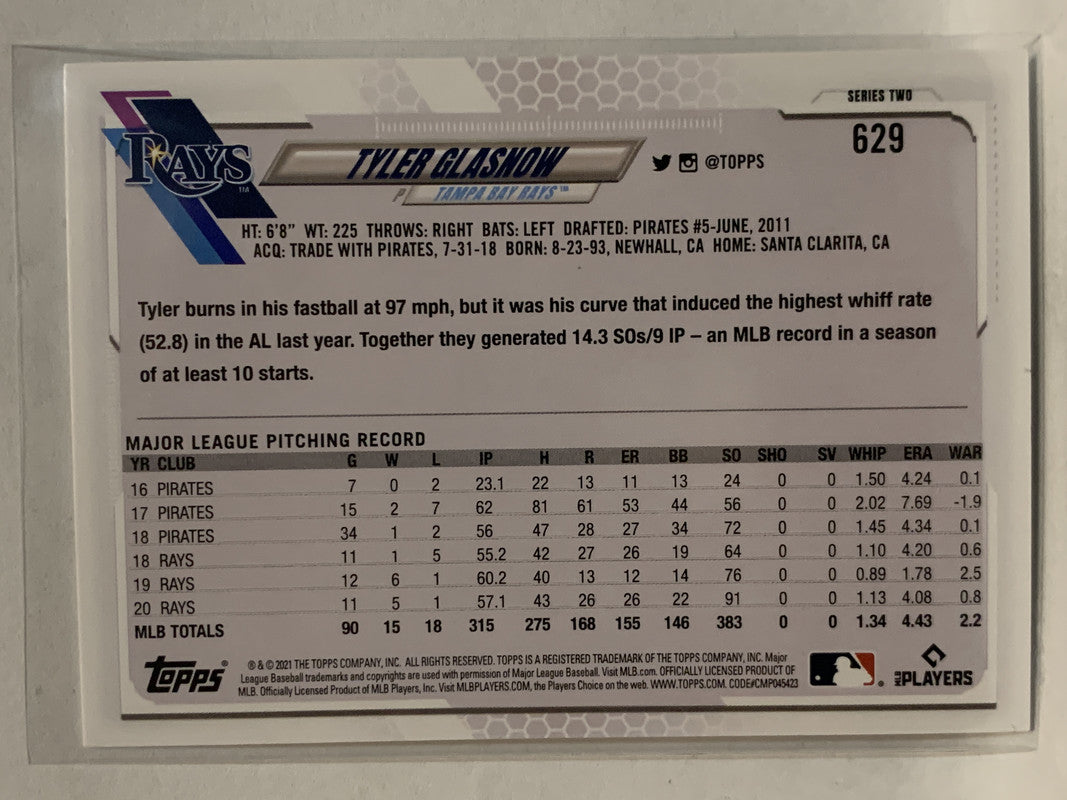 SERIES TWO
629
RAYS ™
TYLER GLASNOW
@TOPPS
P TAMPA BAY RAYS™
HT: 6'8" WT: 225 THROWS: RIGHT BATS: LEFT DRAFTED: PIRATES #5-JUNE, 2011
ACQ: TRADE WITH PIRATES, 7-31-18 BORN: 8-23-93, NEWHALL, CA HOME: SANTA CLARITA, CA
Tyler burns in his fastball at 97 mph, but it was his curve that induced the highest whiff rate
(52.8) in the AL last year. Together they generated 14.3 SOs/9 IP – an MLB record in a season
of at least 10 starts.
MAJOR LEAGUE PITCHING RECORD
YR CLUB G W L IP H R ER BB SO SHO SV WHIP ERA WAR
16 PIRATES 7 0 2 23.1 22 13 11 13 24 0 0 1.50 4.24 0.1
17 PIRATES 15 2 7 62 81 61 53 44 56 0 0 2.02 7.69 -1.9
18 PIRATES 34 1 2 56 47 28 27 34 72 0 0 1.45 4.34 0.1
18 RAYS 11 1 5 55.2 42 27 26 19 64 0 0 1.10 4.20 0.6
19 RAYS 12 6 1 60.2 40 13 12 14 76 0 0 0.89 1.78 2.5
20 RAYS 11 5 1 57.1 43 26 26 22 91 0 0 1.13 4.08 0.8
MLB TOTALS 90 15 18 315 275 168 155 146 383 0 0 1.34 4.43 2.2
TOPPS®
® & © 2021 THE TOPPS COMPANY, INC. ALL RIGHTS RESERVED. TOPPS IS A REGISTERED TRADEMARK OF THE TOPPS COMPANY, INC. Major
League Baseball trademarks and copyrights are used with permission of Major League Baseball. Visit MLB.com. OFFICIALLY LICENSED PRODUCT OF
MLB. Officially Licensed Product of MLB Players, Inc. Visit MLBPLAYERS.COM, the Players Choice on the web. WWW.TOPPS.COM. CODE#CMP045423
MLB PLAYERS